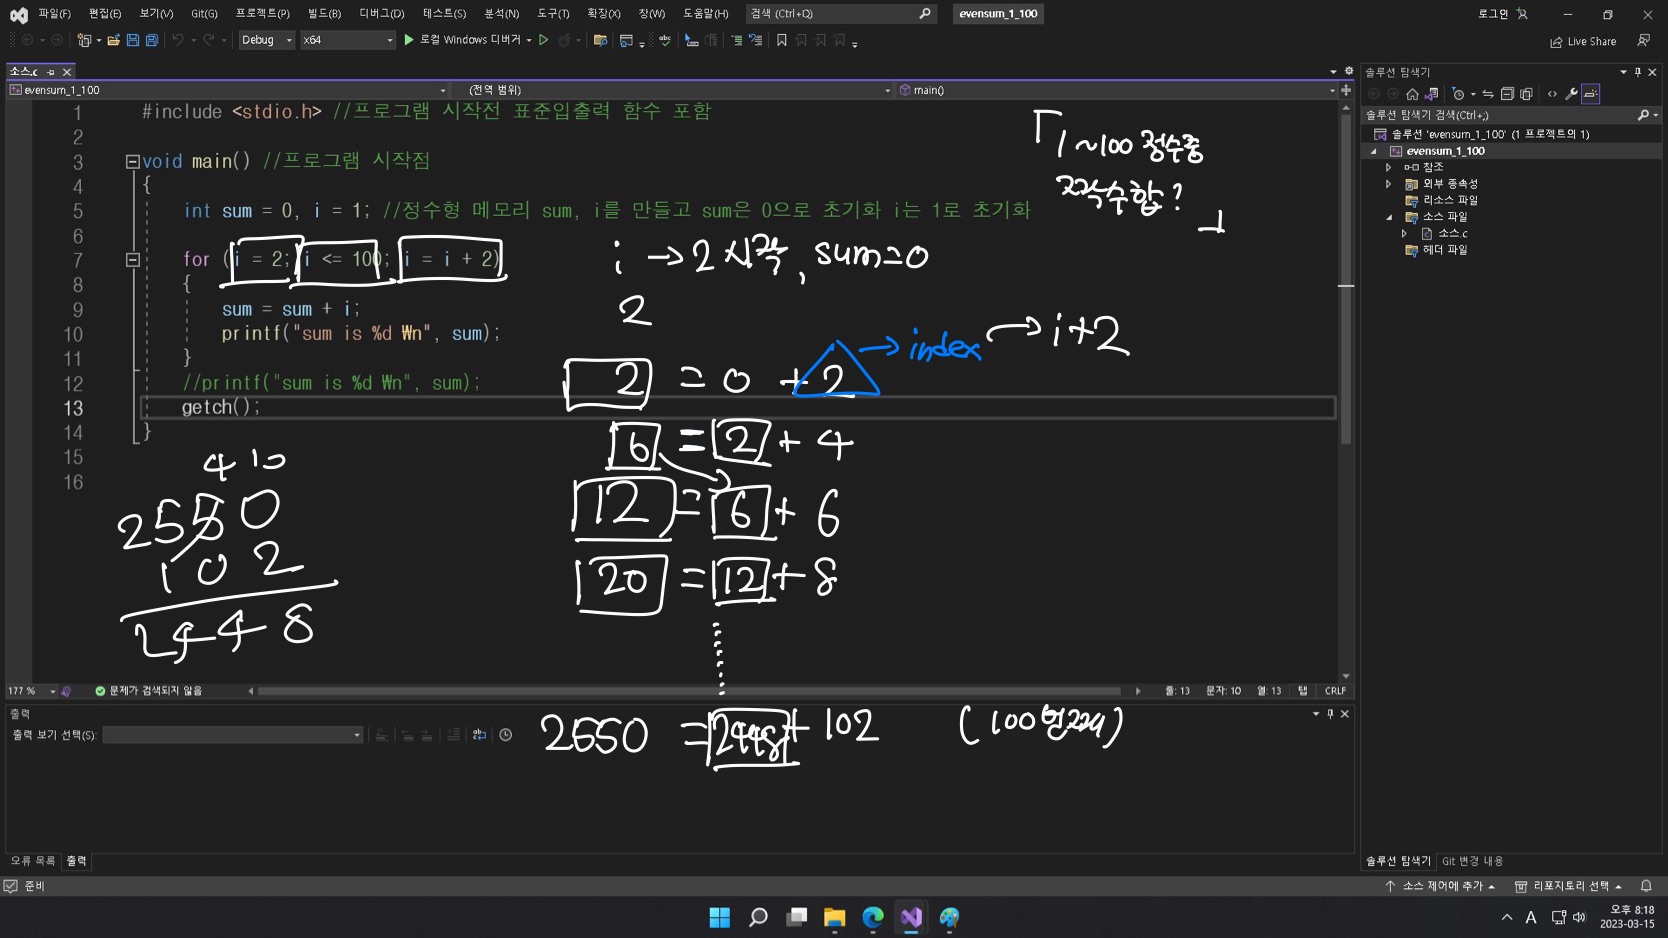 파일(F) 편집(E) 보기(V) Git(G) 프로젝트(P) 빌드(B) 디버그(D) 테스트(S) 분석(N) 도구(T) 확장(X) 창(W) 도움말(H) 검색 (Ctrl+Q) evensum_1_100 로그인
Debug x64 로컬 Windows 디버거 Live Share
소스.c
evensum_1_100 (전역 범위) main()
1 #include <stdio.h> //프로그램 시작전 표준입출력 함수 포함
2
3 void main() //프로그램 시작점
4 {
5 int sum = 0, i = 1; //정수형 메모리 sum, i를 만들고 sum은 0으로 초기화 i는 1로 초기화
6
7 for (i = 2; i <= 100; i = i + 2)
8 {
9 sum = sum + i;
10 printf("sum is %d ₩n", sum);
11 }
12 //printf("sum is %d ₩n", sum);
13 getch();
14 }
15
16
「1~100 정수중
짝수합? 」
i → 2 시작, sum=0
2
2 = 0 + 2 → index → i+2
6 = 2 + 4
12 = 6 + 6
20 = 12 + 8
2550 = 2448 + 102
4 10
2550
102
2448
177 % 문제가 검색되지 않음 줄: 13 문자: 10 열: 13 탭 CRLF
출력
출력 보기 선택(S):
오류 목록 출력
솔루션 탐색기
솔루션 탐색기 검색(Ctrl+;)
솔루션 'evensum_1_100' (1 프로젝트의 1)
evensum_1_100
참조
외부 종속성
리소스 파일
소스 파일
소스.c
헤더 파일
솔루션 탐색기 Git 변경 내용
준비 소스 제어에 추가 리포지토리 선택
A 오후 8:18
2023-03-15